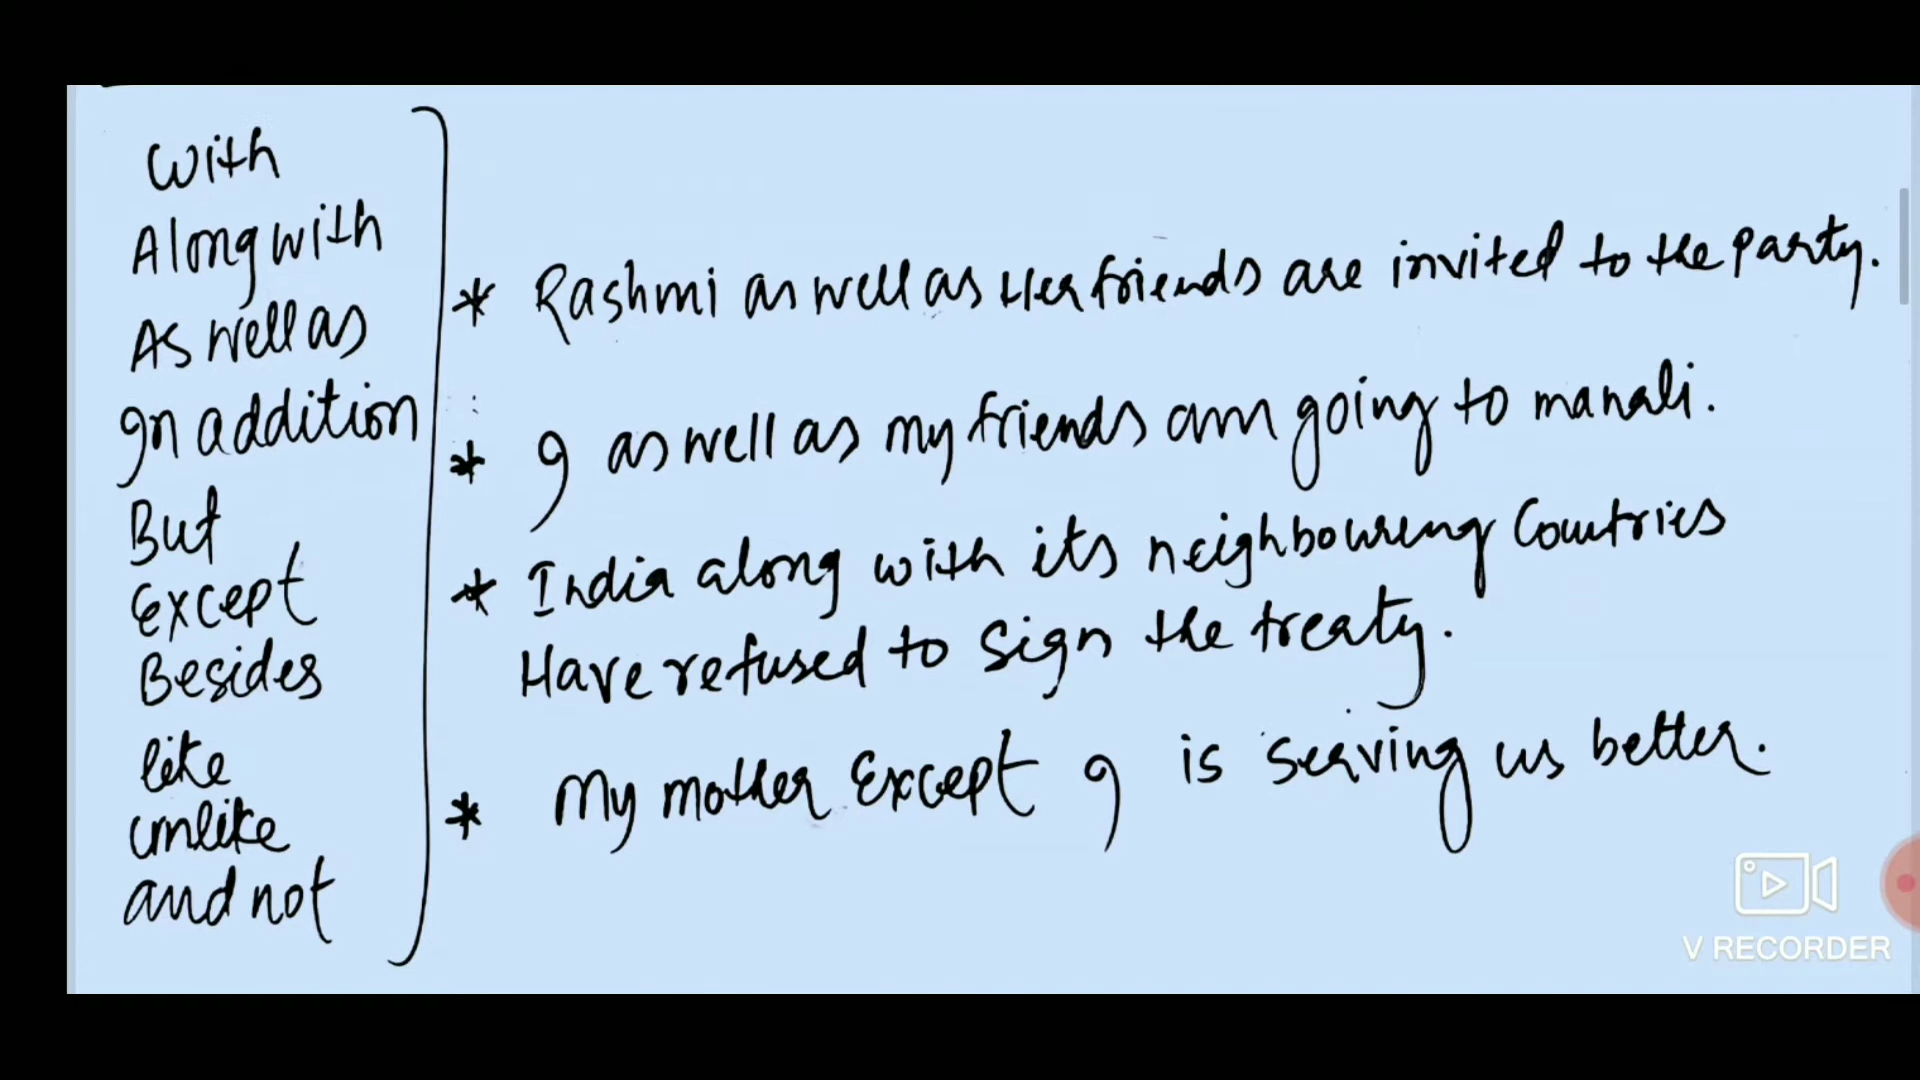 With
Along with
As well as
In addition
But
Except
Besides
like
unlike
and not
* Rashmi as well as Her friends are invited to the party.
* I as well as my friends am going to manali.
* India along with its neighbouring Countries
Have refused to Sign the treaty.
* My mother Except I is serving us better.
V RECORDER